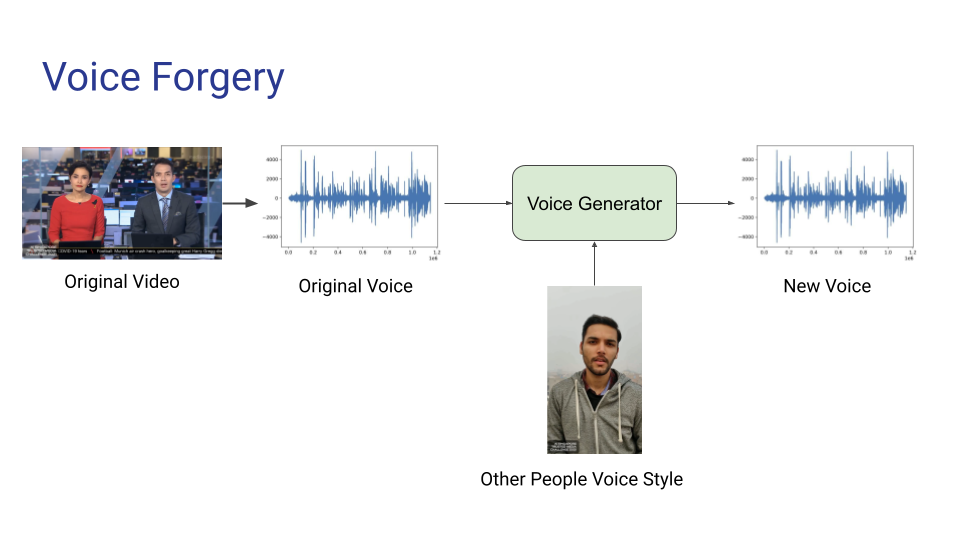 Voice Forgery
4000
2000
0
−2000
−4000
0.0 0.2 0.4 0.6 0.8 1.0 1.2
1e6
Original Video
Original Voice
Voice Generator
4000
2000
0
−2000
−4000
0.0 0.2 0.4 0.6 0.8 1.0 1.2
1e6
New Voice
Other People Voice Style